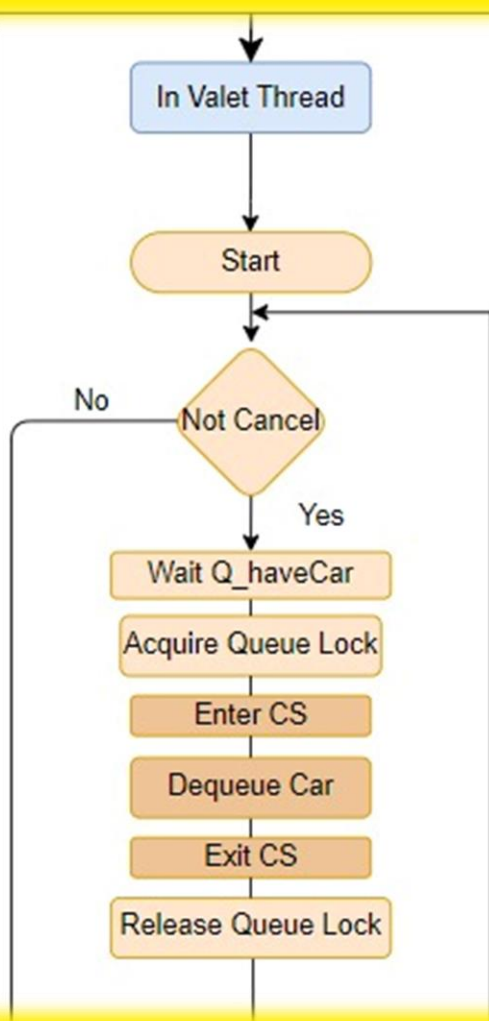 In Valet Thread
Start
No
Not Cancel
Yes
Wait Q_haveCar
Acquire Queue Lock
Enter CS
Dequeue Car
Exit CS
Release Queue Lock